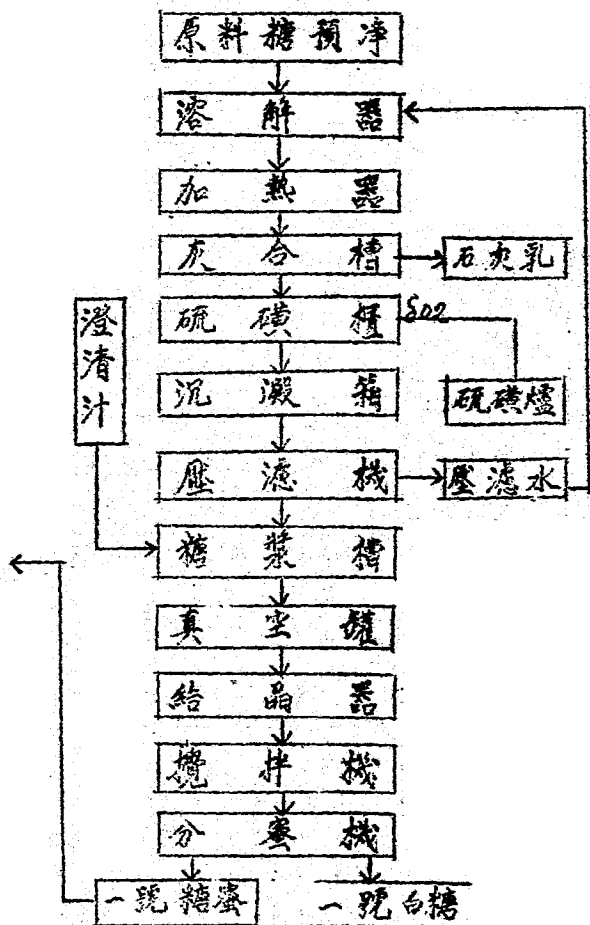 原料糖預净
溶解器
加熱器
灰合槽
石灰乳
硫磺櫃
SO2
澄清汁
沉澱箱
硫磺爐
壓濾機
壓濾水
糖漿槽
真空罐
結晶器
攪拌機
分蜜機
一號糖蜜
一號白糖